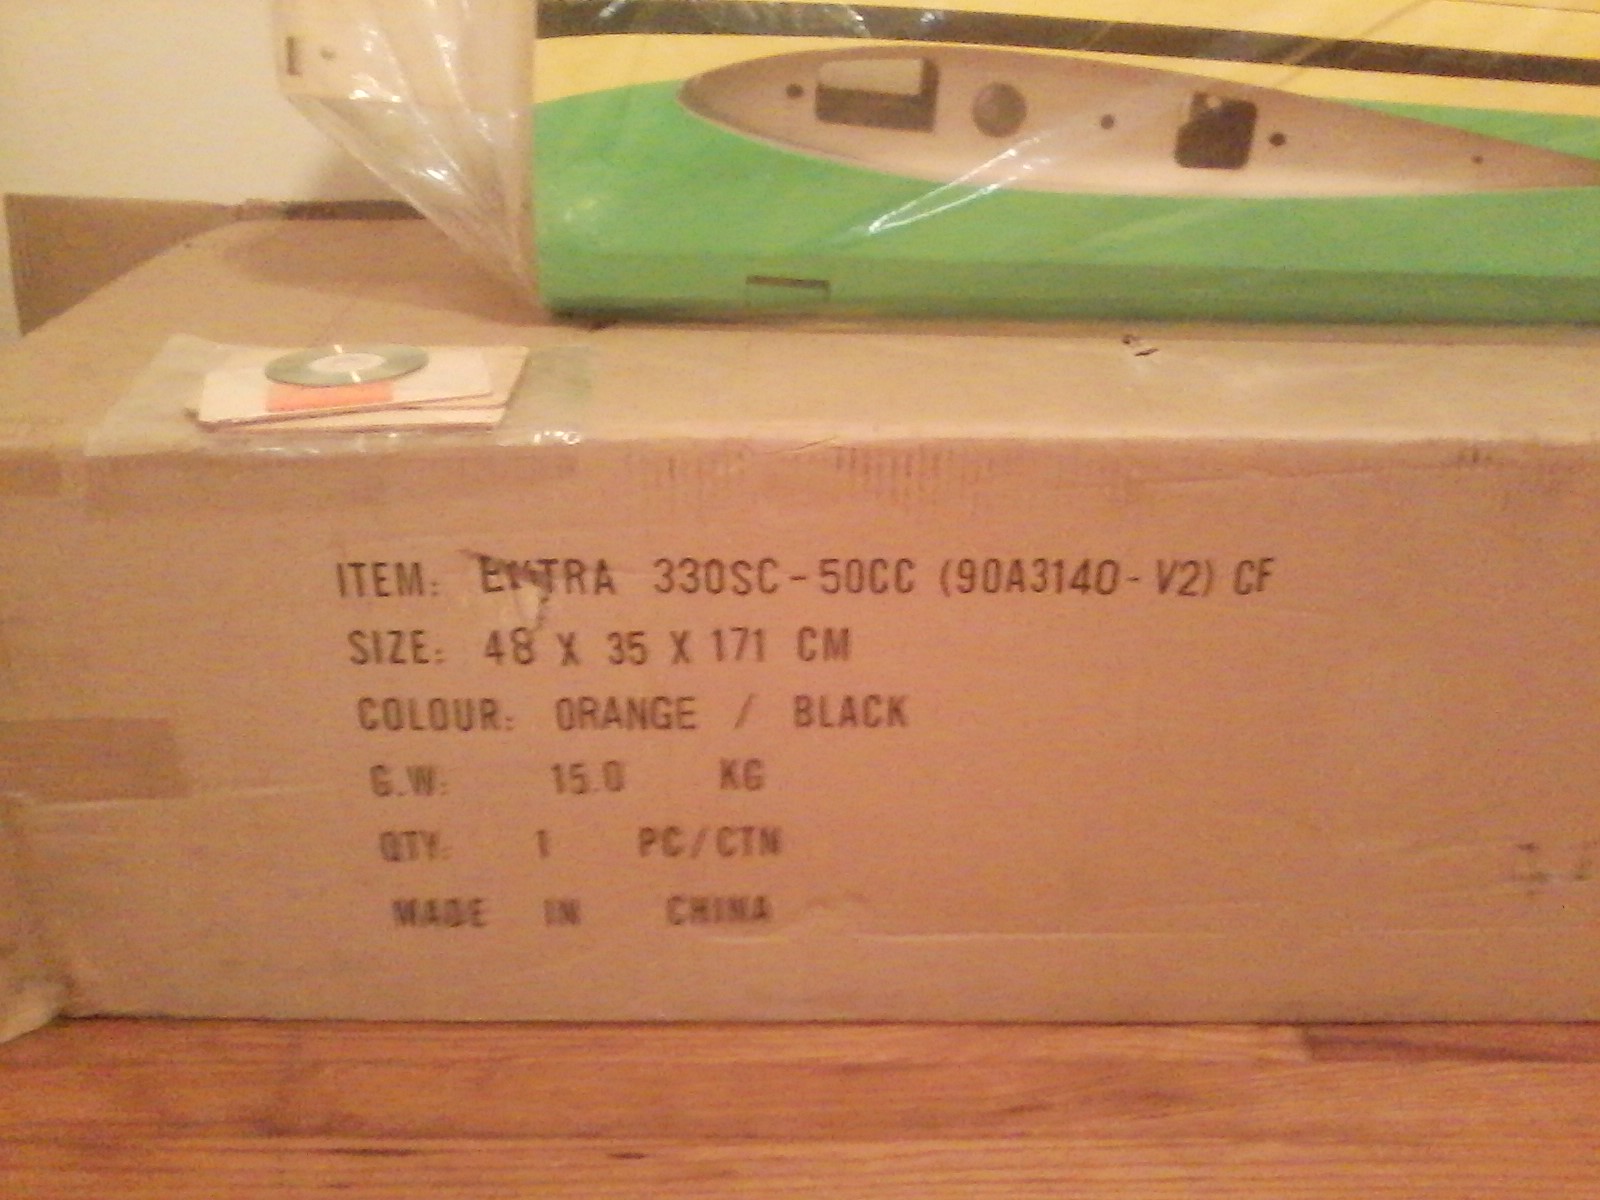 ITEM: EXTRA 330SC-50CC (90A3140-V2) CF
SIZE: 48 X 35 X 171 CM
COLOUR: ORANGE / BLACK
G.W: 15.0 KG
QTY: 1 PC/CTN
MADE IN CHINA